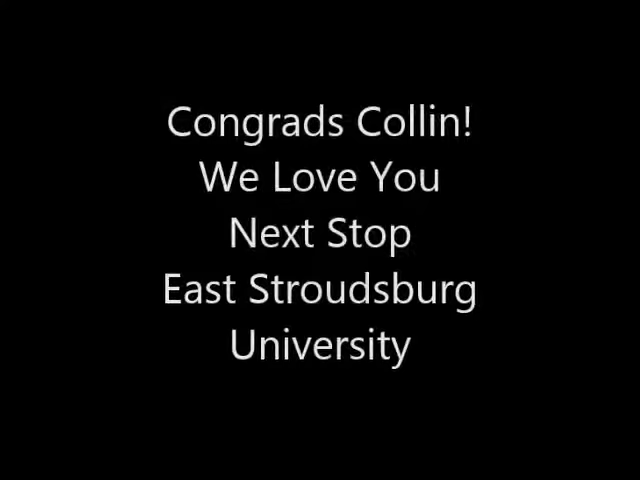 Congrads Collin!
We Love You
Next Stop
East Stroudsburg
University